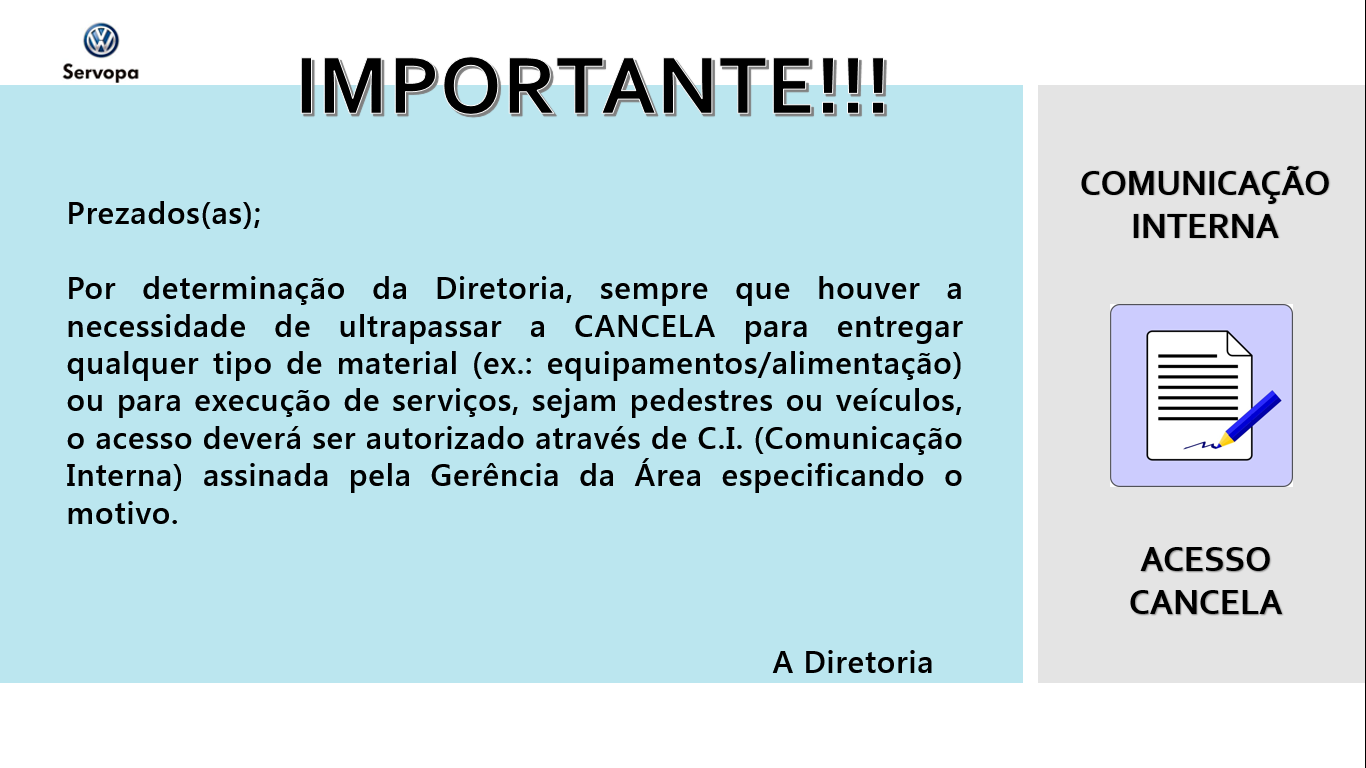 Servopa
IMPORTANTE!!!
Prezados(as);
Por determinação da Diretoria, sempre que houver a
necessidade de ultrapassar a CANCELA para entregar
qualquer tipo de material (ex.: equipamentos/alimentação)
ou para execução de serviços, sejam pedestres ou veículos,
o acesso deverá ser autorizado através de C.I. (Comunicação
Interna) assinada pela Gerência da Área especificando o
motivo.
A Diretoria
COMUNICAÇÃO
INTERNA
ACESSO
CANCELA